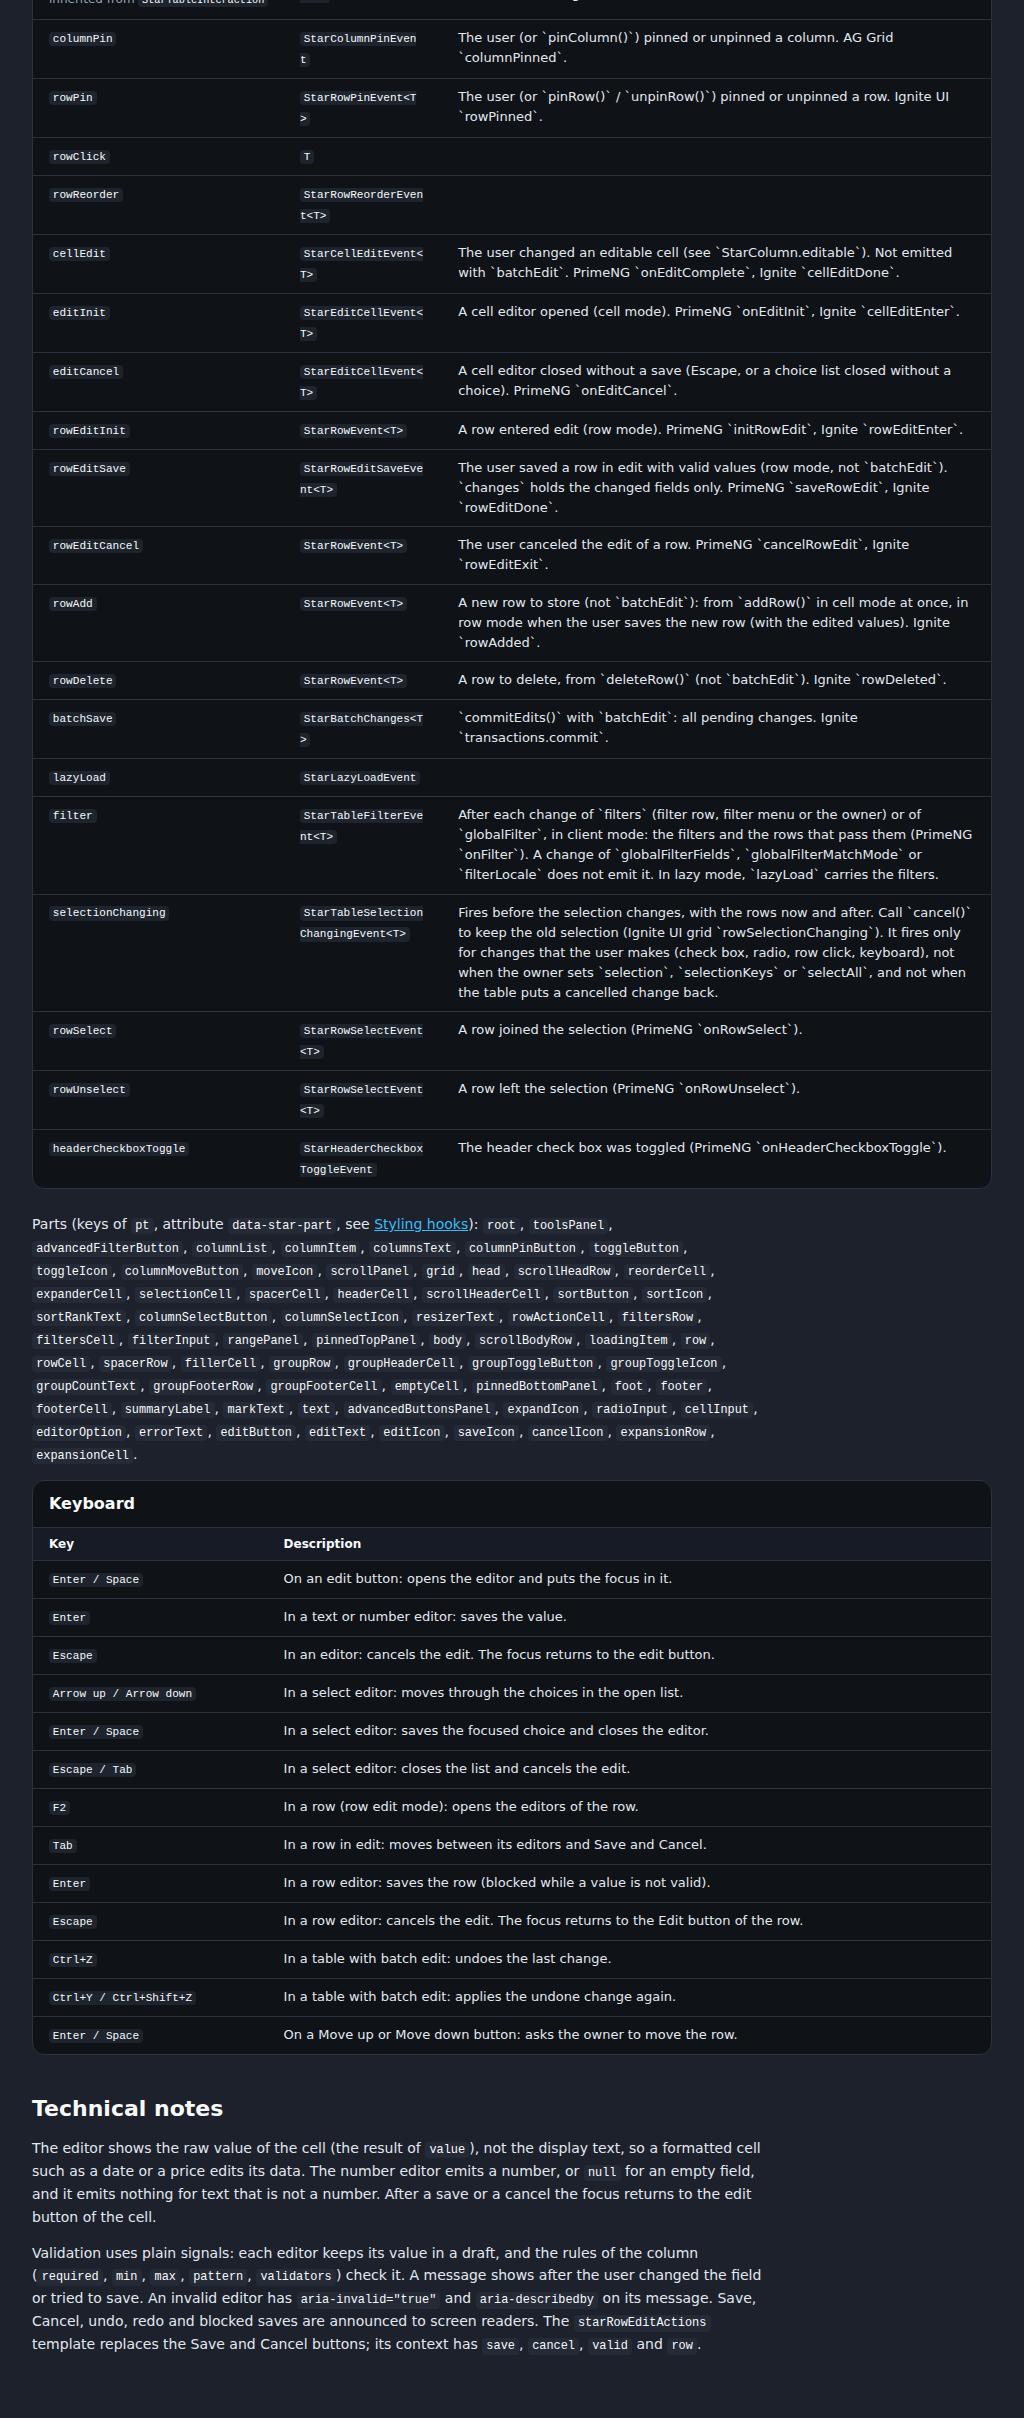 columnPin StarColumnPinEven The user (or `pinColumn()`) pinned or unpinned a column. AG Grid
t `columnPinned`.
rowPin StarRowPinEvent<T The user (or `pinRow()` / `unpinRow()`) pinned or unpinned a row. Ignite UI
> `rowPinned`.
rowClick T
rowReorder StarRowReorderEven
t<T>
cellEdit StarCellEditEvent< The user changed an editable cell (see `StarColumn.editable`). Not emitted
T> with `batchEdit`. PrimeNG `onEditComplete`, Ignite `cellEditDone`.
editInit StarEditCellEvent< A cell editor opened (cell mode). PrimeNG `onEditInit`, Ignite `cellEditEnter`.
T>
editCancel StarEditCellEvent< A cell editor closed without a save (Escape, or a choice list closed without a
T> choice). PrimeNG `onEditCancel`.
rowEditInit StarRowEvent<T> A row entered edit (row mode). PrimeNG `initRowEdit`, Ignite `rowEditEnter`.
rowEditSave StarRowEditSaveEve The user saved a row in edit with valid values (row mode, not `batchEdit`).
nt<T> `changes` holds the changed fields only. PrimeNG `saveRowEdit`, Ignite
`rowEditDone`.
rowEditCancel StarRowEvent<T> The user canceled the edit of a row. PrimeNG `cancelRowEdit`, Ignite
`rowEditExit`.
rowAdd StarRowEvent<T> A new row to store (not `batchEdit`): from `addRow()` in cell mode at once, in
row mode when the user saves the new row (with the edited values). Ignite
`rowAdded`.
rowDelete StarRowEvent<T> A row to delete, from `deleteRow()` (not `batchEdit`). Ignite `rowDeleted`.
batchSave StarBatchChanges<T `commitEdits()` with `batchEdit`: all pending changes. Ignite
> `transactions.commit`.
lazyLoad StarLazyLoadEvent
filter StarTableFilterEve After each change of `filters` (filter row, filter menu or the owner) or of
nt<T> `globalFilter`, in client mode: the filters and the rows that pass them (PrimeNG
`onFilter`). A change of `globalFilterFields`, `globalFilterMatchMode` or
`filterLocale` does not emit it. In lazy mode, `lazyLoad` carries the filters.
selectionChanging StarTableSelection Fires before the selection changes, with the rows now and after. Call `cancel()`
ChangingEvent<T> to keep the old selection (Ignite UI grid `rowSelectionChanging`). It fires only
for changes that the user makes (check box, radio, row click, keyboard), not
when the owner sets `selection`, `selectionKeys` or `selectAll`, and not when
the table puts a cancelled change back.
rowSelect StarRowSelectEvent A row joined the selection (PrimeNG `onRowSelect`).
<T>
rowUnselect StarRowSelectEvent A row left the selection (PrimeNG `onRowUnselect`).
<T>
headerCheckboxToggle StarHeaderCheckbox The header check box was toggled (PrimeNG `onHeaderCheckboxToggle`).
ToggleEvent
Parts (keys of pt, attribute data-star-part, see Styling hooks): root, toolsPanel,
advancedFilterButton, columnList, columnItem, columnsText, columnPinButton, toggleButton,
toggleIcon, columnMoveButton, moveIcon, scrollPanel, grid, head, scrollHeadRow, reorderCell,
expanderCell, selectionCell, spacerCell, headerCell, scrollHeaderCell, sortButton, sortIcon,
sortRankText, columnSelectButton, columnSelectIcon, resizerText, rowActionCell, filtersRow,
filtersCell, filterInput, rangePanel, pinnedTopPanel, body, scrollBodyRow, loadingItem, row,
rowCell, spacerRow, fillerCell, groupRow, groupHeaderCell, groupToggleButton, groupToggleIcon,
groupCountText, groupFooterRow, groupFooterCell, emptyCell, pinnedBottomPanel, foot, footer,
footerCell, summaryLabel, markText, text, advancedButtonsPanel, expandIcon, radioInput, cellInput,
editorOption, errorText, editButton, editText, editIcon, saveIcon, cancelIcon, expansionRow,
expansionCell.
Keyboard
Key Description
Enter / Space On an edit button: opens the editor and puts the focus in it.
Enter In a text or number editor: saves the value.
Escape In an editor: cancels the edit. The focus returns to the edit button.
Arrow up / Arrow down In a select editor: moves through the choices in the open list.
Enter / Space In a select editor: saves the focused choice and closes the editor.
Escape / Tab In a select editor: closes the list and cancels the edit.
F2 In a row (row edit mode): opens the editors of the row.
Tab In a row in edit: moves between its editors and Save and Cancel.
Enter In a row editor: saves the row (blocked while a value is not valid).
Escape In a row editor: cancels the edit. The focus returns to the Edit button of the row.
Ctrl+Z In a table with batch edit: undoes the last change.
Ctrl+Y / Ctrl+Shift+Z In a table with batch edit: applies the undone change again.
Enter / Space On a Move up or Move down button: asks the owner to move the row.
Technical notes
The editor shows the raw value of the cell (the result of value), not the display text, so a formatted cell
such as a date or a price edits its data. The number editor emits a number, or null for an empty field,
and it emits nothing for text that is not a number. After a save or a cancel the focus returns to the edit
button of the cell.
Validation uses plain signals: each editor keeps its value in a draft, and the rules of the column
(required, min, max, pattern, validators) check it. A message shows after the user changed the field
or tried to save. An invalid editor has aria-invalid="true" and aria-describedby on its message. Save,
Cancel, undo, redo and blocked saves are announced to screen readers. The starRowEditActions
template replaces the Save and Cancel buttons; its context has save, cancel, valid and row.